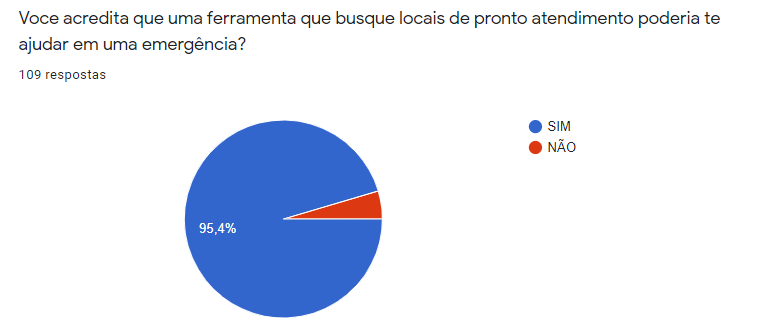 Voce acredita que uma ferramenta que busque locais de pronto atendimento poderia te
ajudar em uma emergência?
109 respostas
SIM
NÃO
95,4%